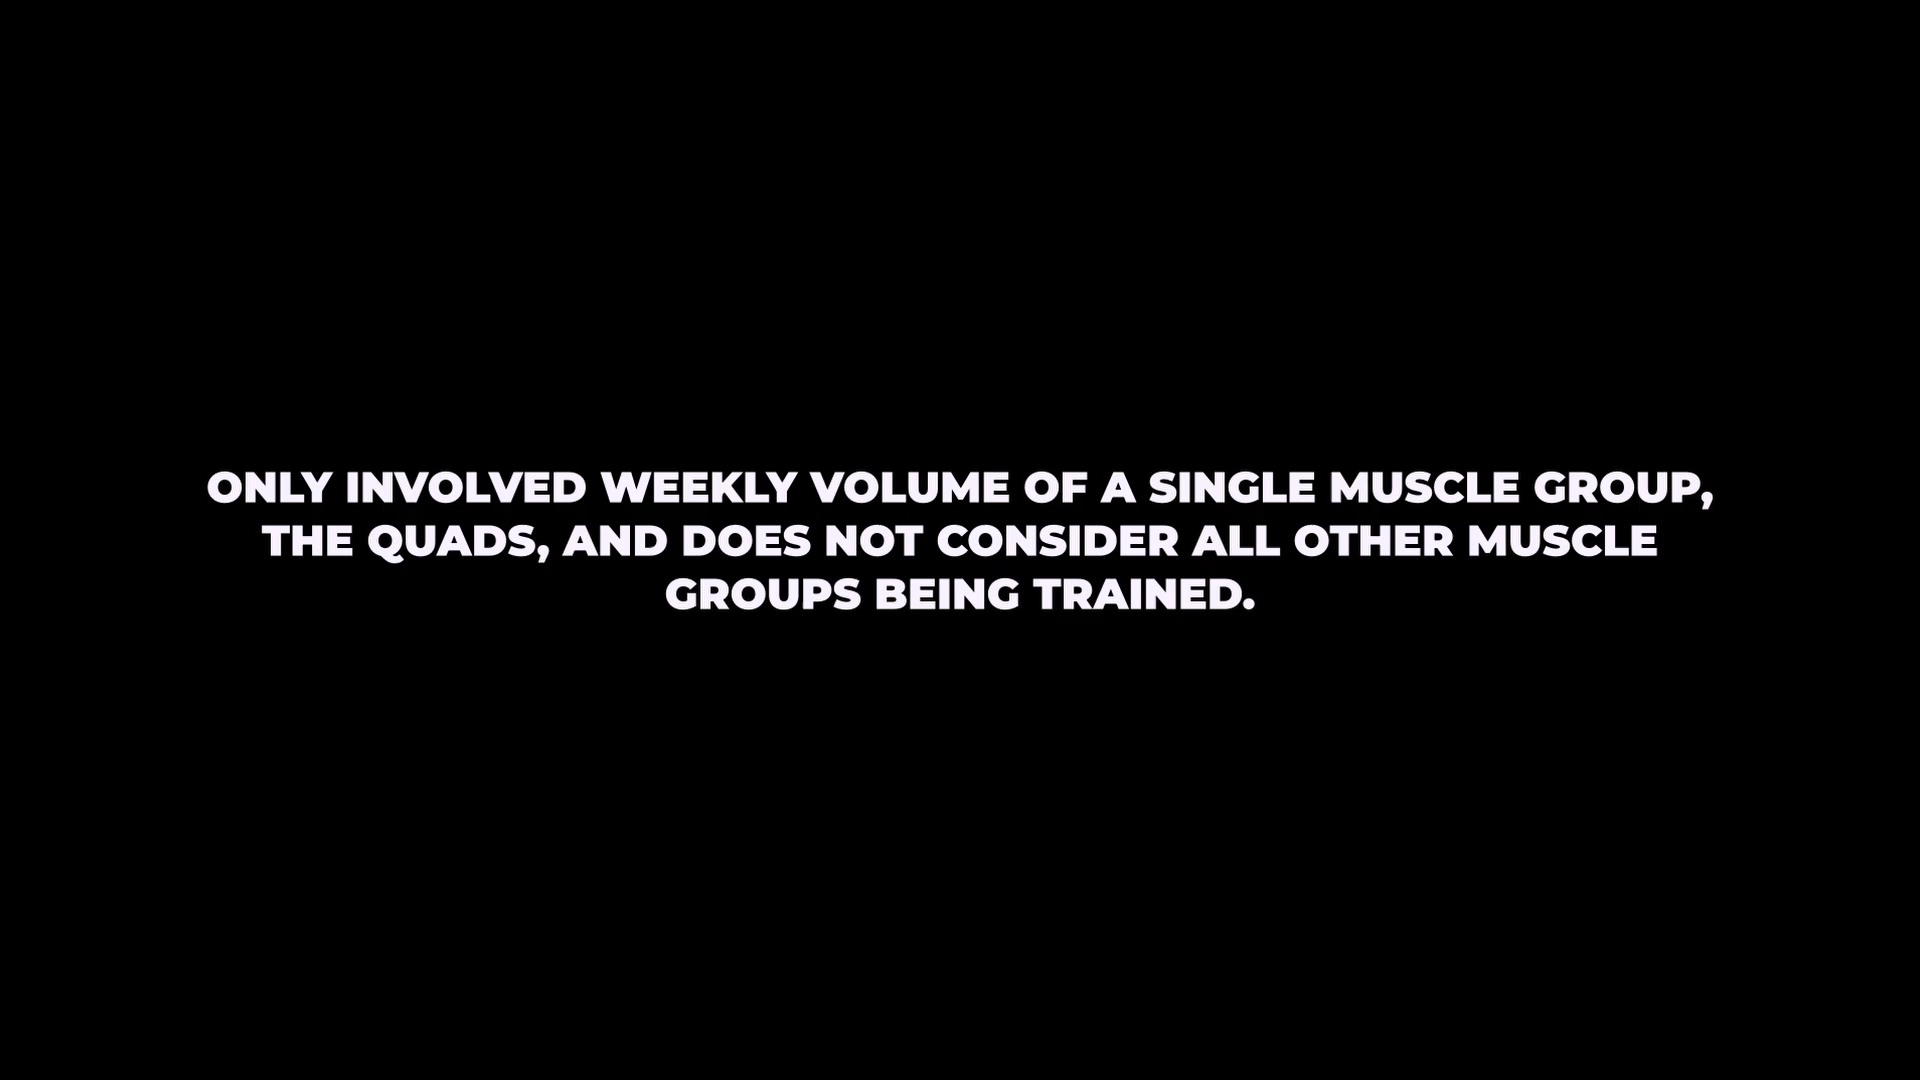 ONLY INVOLVED WEEKLY VOLUME OF A SINGLE MUSCLE GROUP,
THE QUADS, AND DOES NOT CONSIDER ALL OTHER MUSCLE
GROUPS BEING TRAINED.